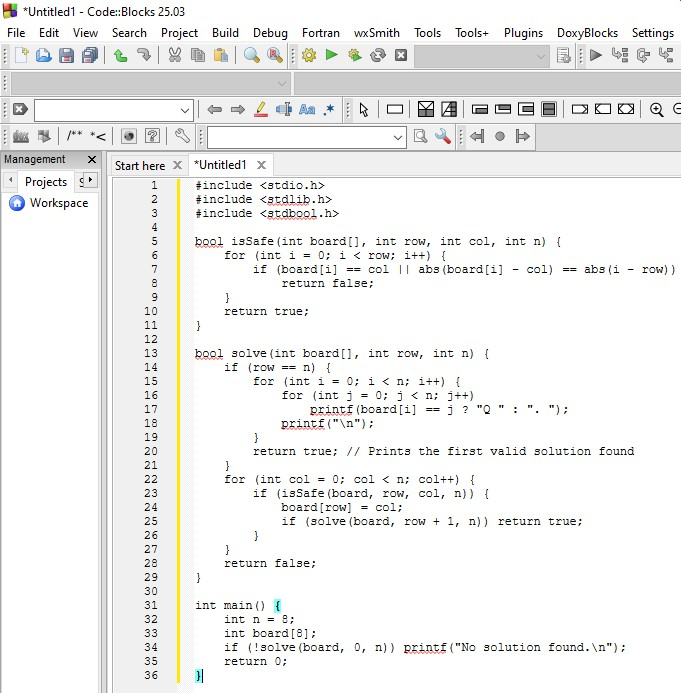 *Untitled1 - Code::Blocks 25.03
File Edit View Search Project Build Debug Fortran wxSmith Tools Tools+ Plugins DoxyBlocks Settings
Aa .*
/** *<
Management X
Start here X *Untitled1 X
Projects
Workspace
1 #include <stdio.h>
2 #include <stdlib.h>
3 #include <stdbool.h>
4
5 bool isSafe(int board[], int row, int col, int n) {
6     for (int i = 0; i < row; i++) {
7         if (board[i] == col || abs(board[i] - col) == abs(i - row))
8             return false;
9     }
10     return true;
11 }
12
13 bool solve(int board[], int row, int n) {
14     if (row == n) {
15         for (int i = 0; i < n; i++) {
16             for (int j = 0; j < n; j++)
17                 printf(board[i] == j ? "Q " : ". ");
18             printf("\n");
19         }
20         return true; // Prints the first valid solution found
21     }
22     for (int col = 0; col < n; col++) {
23         if (isSafe(board, row, col, n)) {
24             board[row] = col;
25             if (solve(board, row + 1, n)) return true;
26         }
27     }
28     return false;
29 }
30
31 int main() {
32     int n = 8;
33     int board[8];
34     if (!solve(board, 0, n)) printf("No solution found.\n");
35     return 0;
36 }